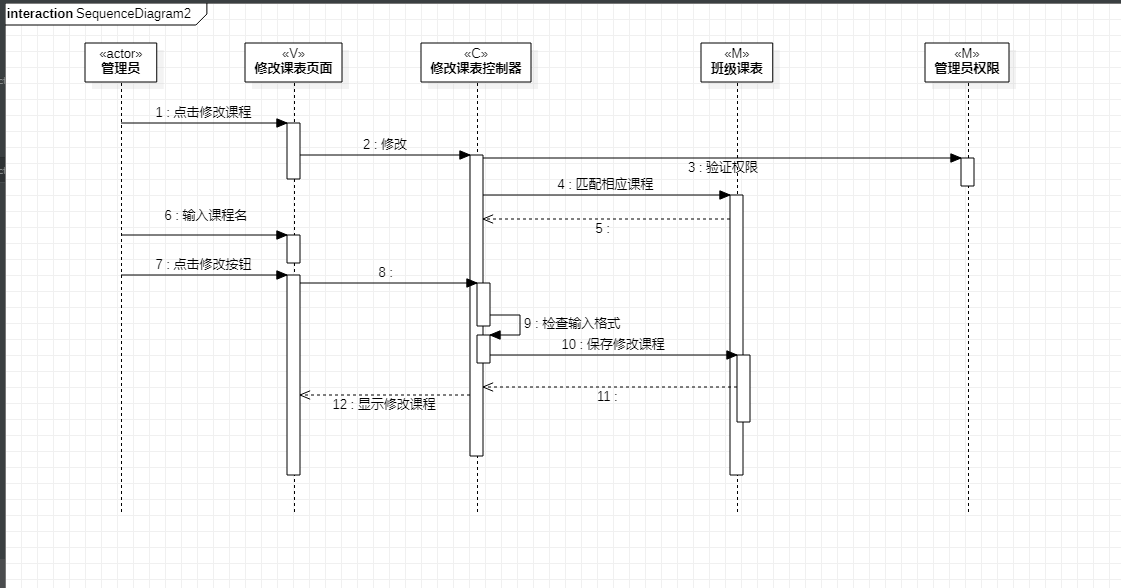 interaction SequenceDiagram2
«actor»
管理员
«V»
修改课表页面
«C»
修改课表控制器
«M»
班级课表
«M»
管理员权限
1 : 点击修改课程
2 : 修改
3 : 验证权限
4 : 匹配相应课程
5 :
6 : 输入课程名
7 : 点击修改按钮
8 :
9 : 检查输入格式
10 : 保存修改课程
11 :
12 : 显示修改课程